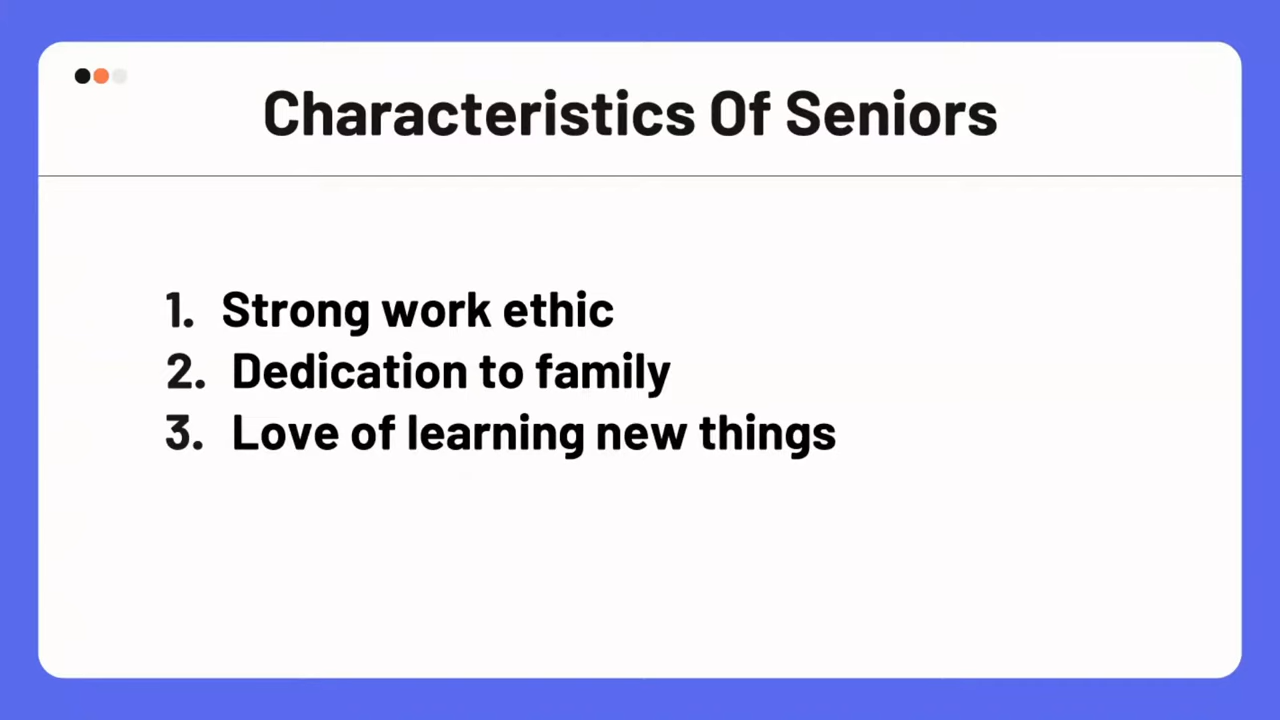 Characteristics Of Seniors
1. Strong work ethic
2. Dedication to family
3. Love of learning new things